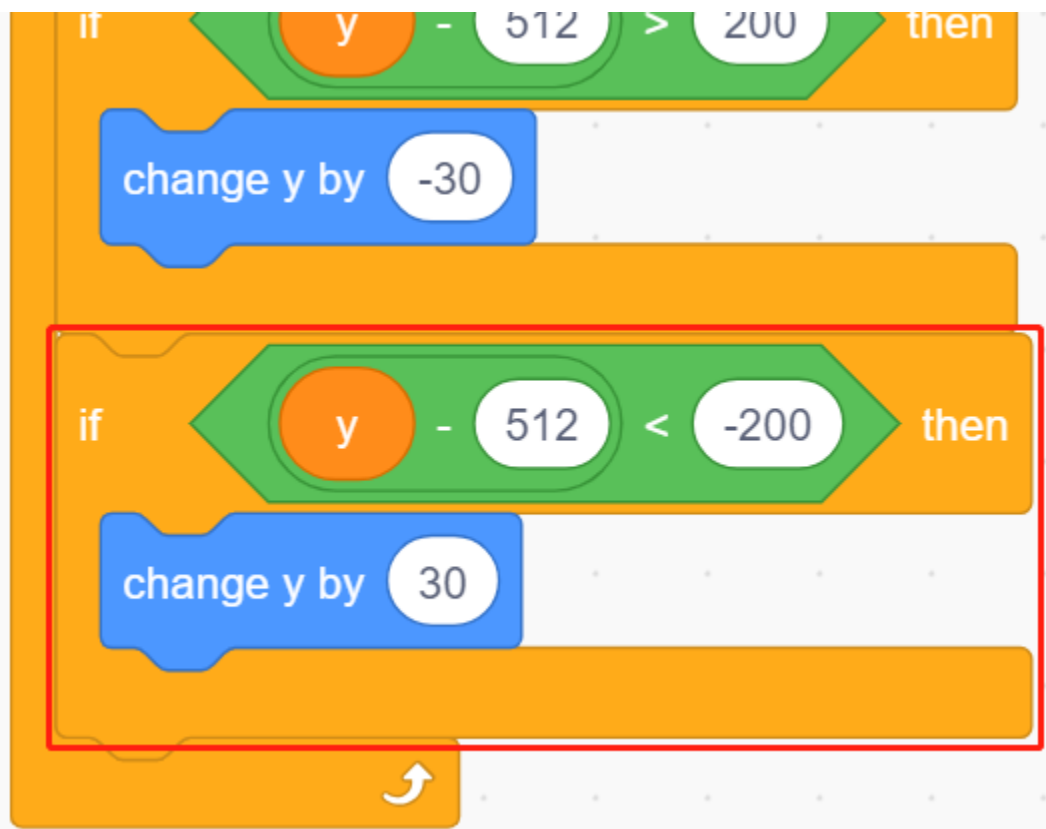 if y - 512 > 200 then
change y by -30
if y - 512 < -200 then
change y by 30